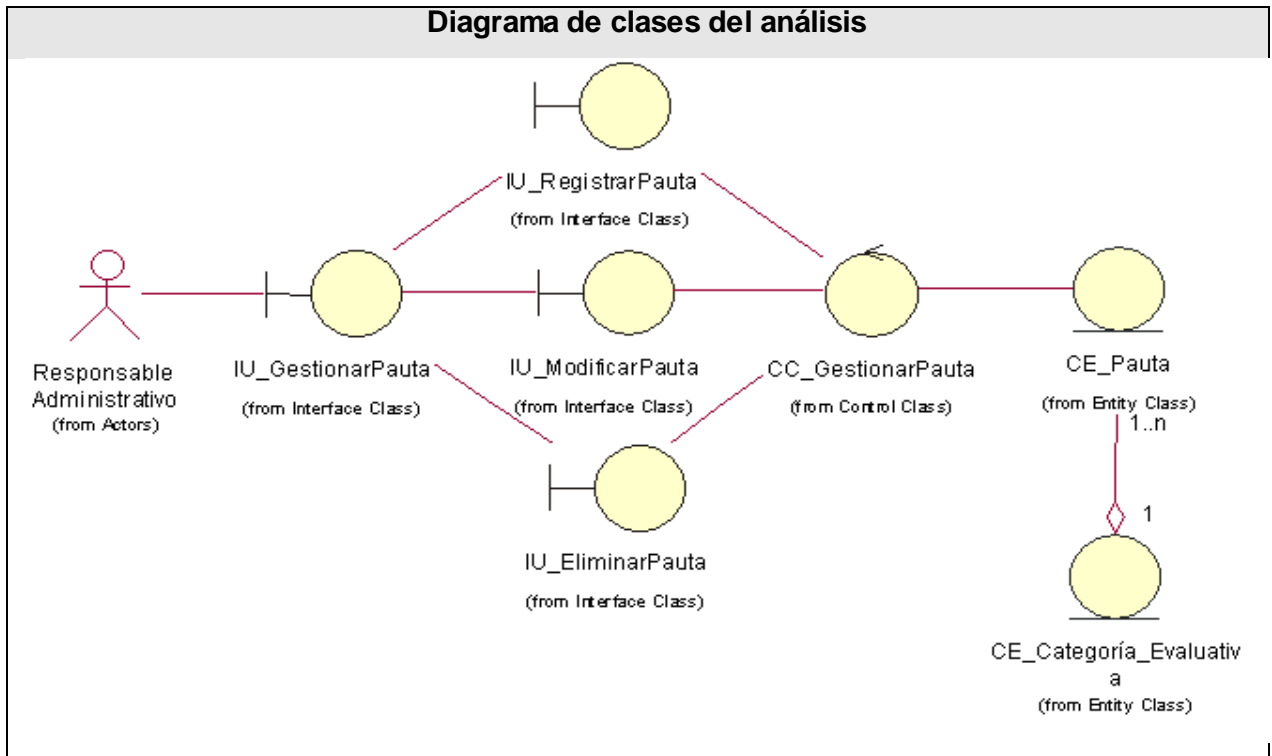 Diagrama de clases del análisis
IU_RegistrarPauta
(from Interface Class)
Responsable
Administrativo
(from Actors)
IU_GestionarPauta
(from Interface Class)
IU_ModificarPauta
(from Interface Class)
CC_GestionarPauta
(from Control Class)
CE_Pauta
(from Entity Class)
1..n
1
IU_EliminarPauta
(from Interface Class)
CE_Categoría_Evaluativ
a
(from Entity Class)